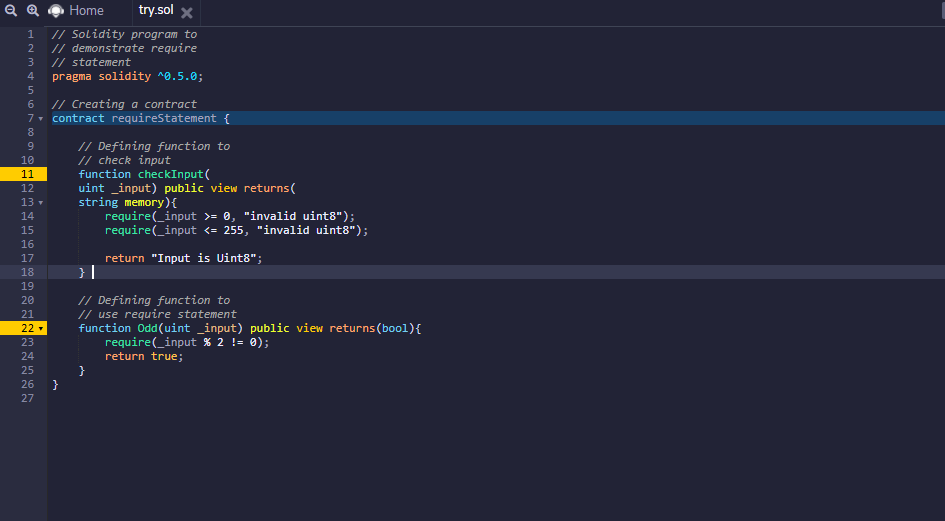 Home try.sol
1 // Solidity program to
2 // demonstrate require
3 // statement
4 pragma solidity ^0.5.0;
5
6 // Creating a contract
7 contract requireStatement {
8
9 // Defining function to
10 // check input
11 function checkInput(
12 uint _input) public view returns(
13 string memory){
14 require(_input >= 0, "invalid uint8");
15 require(_input <= 255, "invalid uint8");
16
17 return "Input is Uint8";
18 }
19
20 // Defining function to
21 // use require statement
22 function Odd(uint _input) public view returns(bool){
23 require(_input % 2 != 0);
24 return true;
25 }
26 }
27